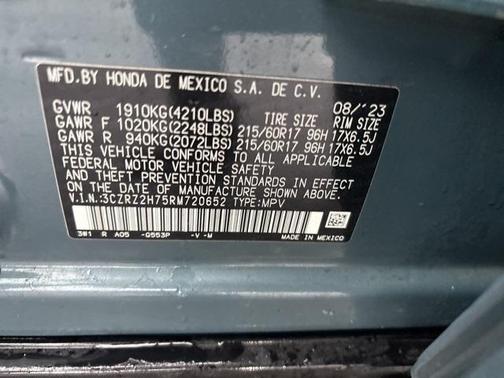 MFD.BY HONDA DE MEXICO S.A. DE C.V. 08/'23
GVWR 1910KG(4210LBS) TIRE SIZE RIM SIZE
GAWR F 1020KG(2248LBS) 215/60R17 96H 17X6.5J
GAWR R 940KG(2072LBS) 215/60R17 96H 17X6.5J
THIS VEHICLE CONFORMS TO ALL APPLICABLE
FEDERAL MOTOR VEHICLE SAFETY AND
THEFT PREVENTION STANDARDS IN EFFECT ON
THE DATE OF MANUFACTURE SHOWN ABOVE.
V.I.N.:3CZRZ2H75RM720652 TYPE:MPV
3W1 R A05 -G553P -V -M MADE IN MEXICO